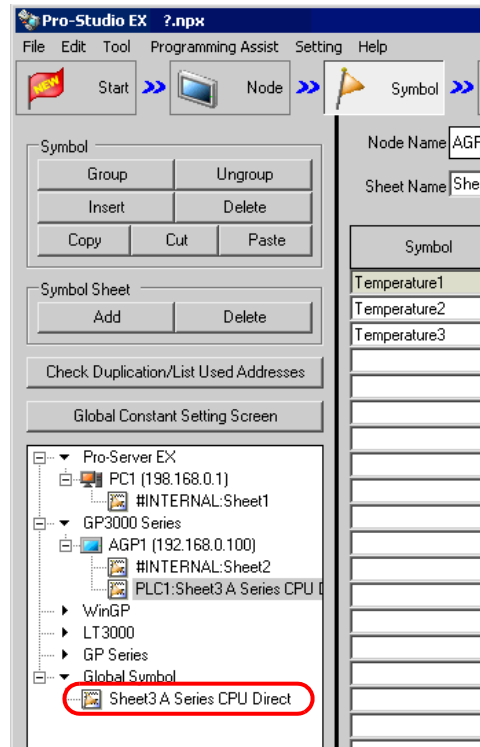 Pro-Studio EX ?.npx
File Edit Tool Programming Assist Setting Help
NEW Start Node Symbol
Symbol
Group Ungroup
Insert Delete
Copy Cut Paste
Symbol Sheet
Add Delete
Check Duplication/List Used Addresses
Global Constant Setting Screen
Pro-Server EX
PC1 (198.168.0.1)
#INTERNAL:Sheet1
GP3000 Series
AGP1 (192.168.0.100)
#INTERNAL:Sheet2
PLC1:Sheet3 A Series CPU D
WinGP
LT3000
GP Series
Global Symbol
Sheet3 A Series CPU Direct
Node Name AGP
Sheet Name She
Symbol
Temperature1
Temperature2
Temperature3